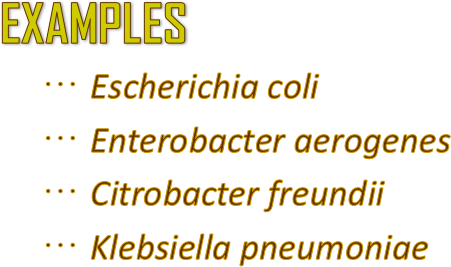 EXAMPLES
… Escherichia coli
… Enterobacter aerogenes
… Citrobacter freundii
… Klebsiella pneumoniae